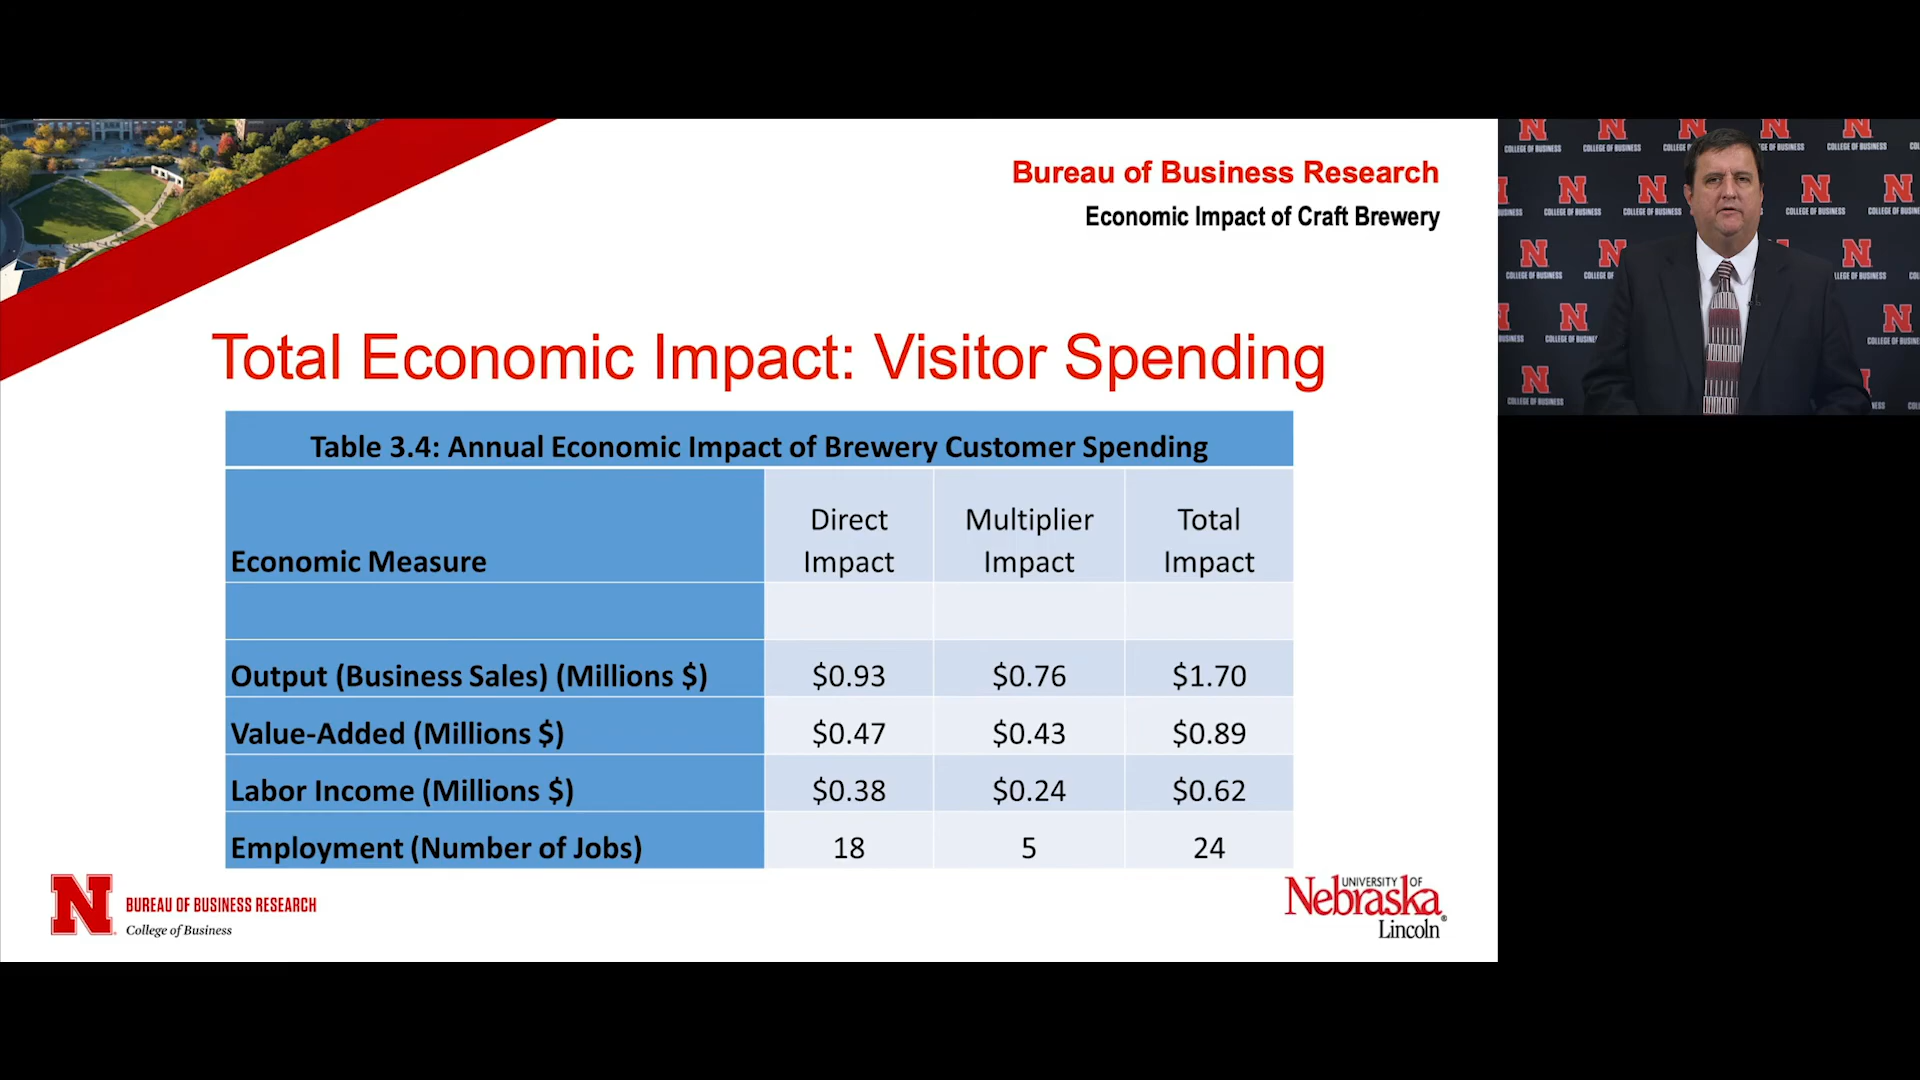 Bureau of Business Research
Economic Impact of Craft Brewery
Total Economic Impact: Visitor Spending
Table 3.4: Annual Economic Impact of Brewery Customer Spending
Economic Measure Direct Impact Multiplier Impact Total Impact
Output (Business Sales) (Millions $) $0.93 $0.76 $1.70
Value-Added (Millions $) $0.47 $0.43 $0.89
Labor Income (Millions $) $0.38 $0.24 $0.62
Employment (Number of Jobs) 18 5 24
N BUREAU OF BUSINESS RESEARCH
College of Business
UNIVERSITY OF
Nebraska
Lincoln®
N
COLLEGE OF BUSINESS